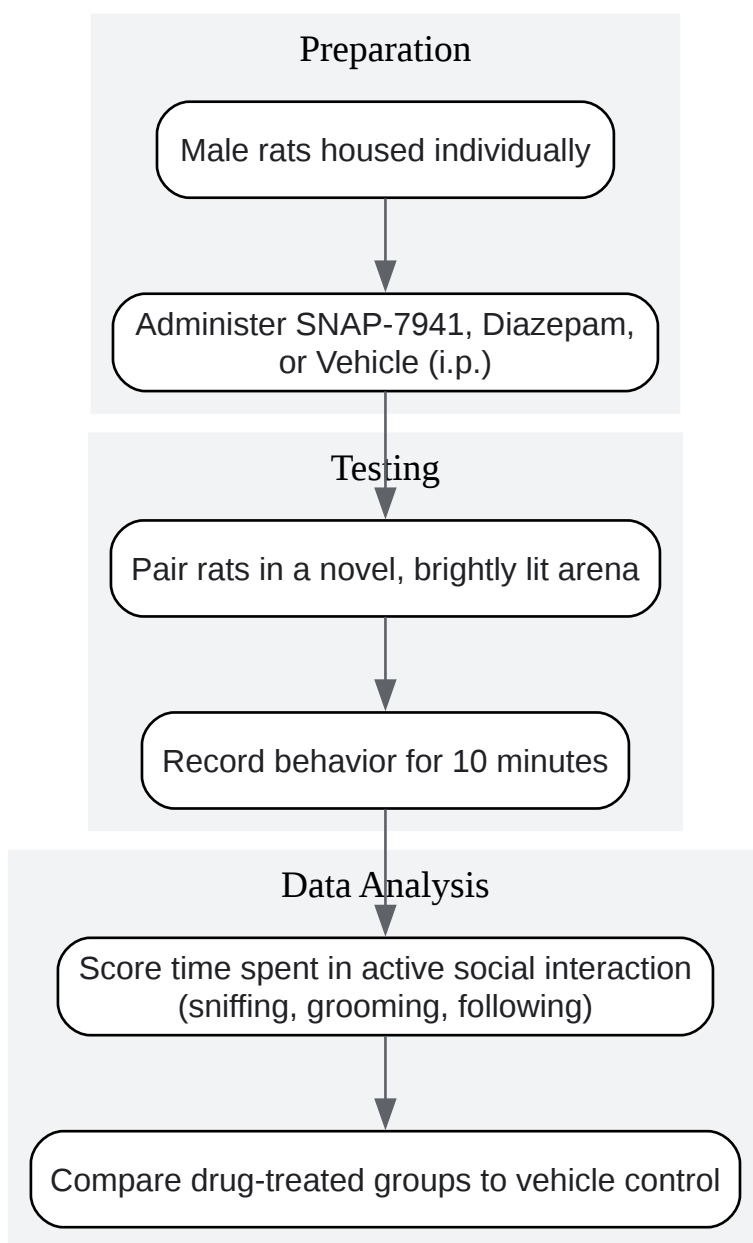 Preparation
Male rats housed individually
Administer SNAP-7941, Diazepam,
or Vehicle (i.p.)
Testing
Pair rats in a novel, brightly lit arena
Record behavior for 10 minutes
Data Analysis
Score time spent in active social interaction
(sniffing, grooming, following)
Compare drug-treated groups to vehicle control